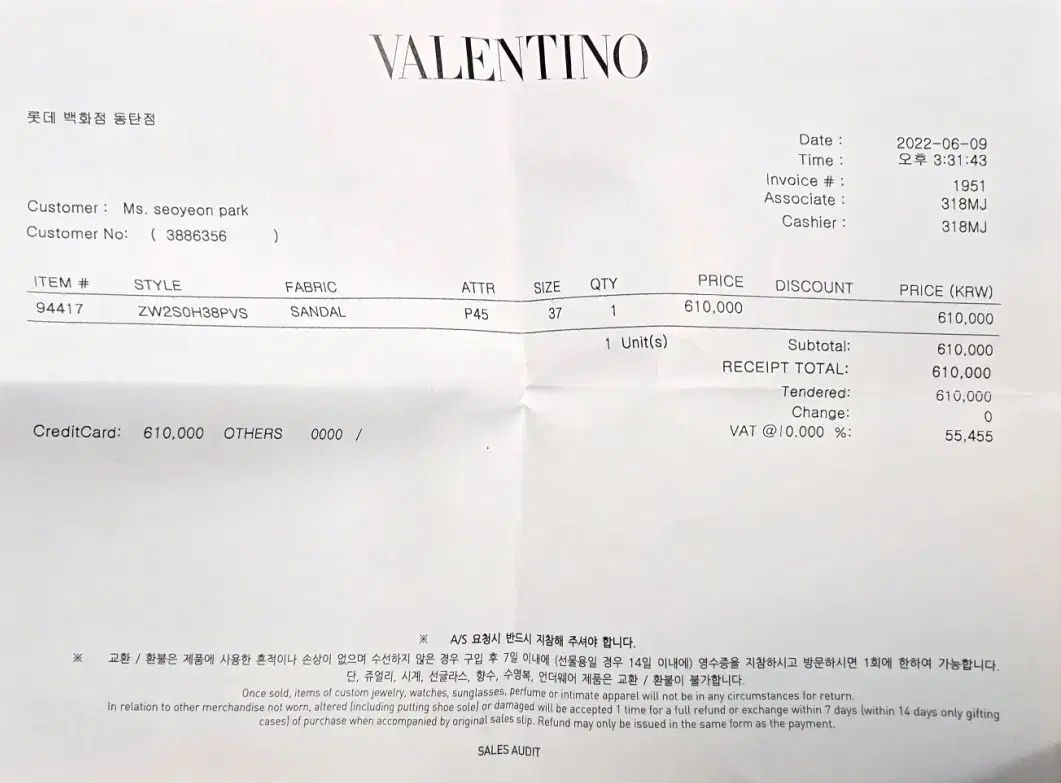 VALENTINO
롯데 백화점 동탄점
Date : 2022-06-09
Time : 오후 3:31:43
Invoice # : 1951
Associate : 318MJ
Cashier : 318MJ
Customer : Ms. seoyeon park
Customer No: ( 3886356 )
ITEM # STYLE FABRIC ATTR SIZE QTY PRICE DISCOUNT PRICE (KRW)
94417 ZW2S0H38PVS SANDAL P45 37 1 610,000 610,000
1 Unit(s) Subtotal: 610,000
RECEIPT TOTAL: 610,000
Tendered: 610,000
Change: 0
CreditCard: 610,000 OTHERS 0000 / VAT @10.000 %: 55,455
※ A/S 요청시 반드시 지참해 주셔야 합니다.
※ 교환 / 환불은 제품에 사용한 흔적이나 손상이 없으며 수선하지 않은 경우 구입 후 7일 이내에 (선물용일 경우 14일 이내에) 영수증을 지참하시고 방문하시면 1회에 한하여 가능합니다.
단, 쥬얼리, 시계, 선글라스, 향수, 수영복, 언더웨어 제품은 교환 / 환불이 불가합니다.
Once sold, items of custom jewelry, watches, sunglasses, perfume or intimate apparel will not be in any circumstances for return.
In relation to other merchandise not worn, altered (including putting shoe sole) or damaged will be accepted 1 time for a full refund or exchange within 7 days (within 14 days only gifting
cases) of purchase when accompanied by original sales slip. Refund may only be issued in the same form as the payment.
SALES AUDIT